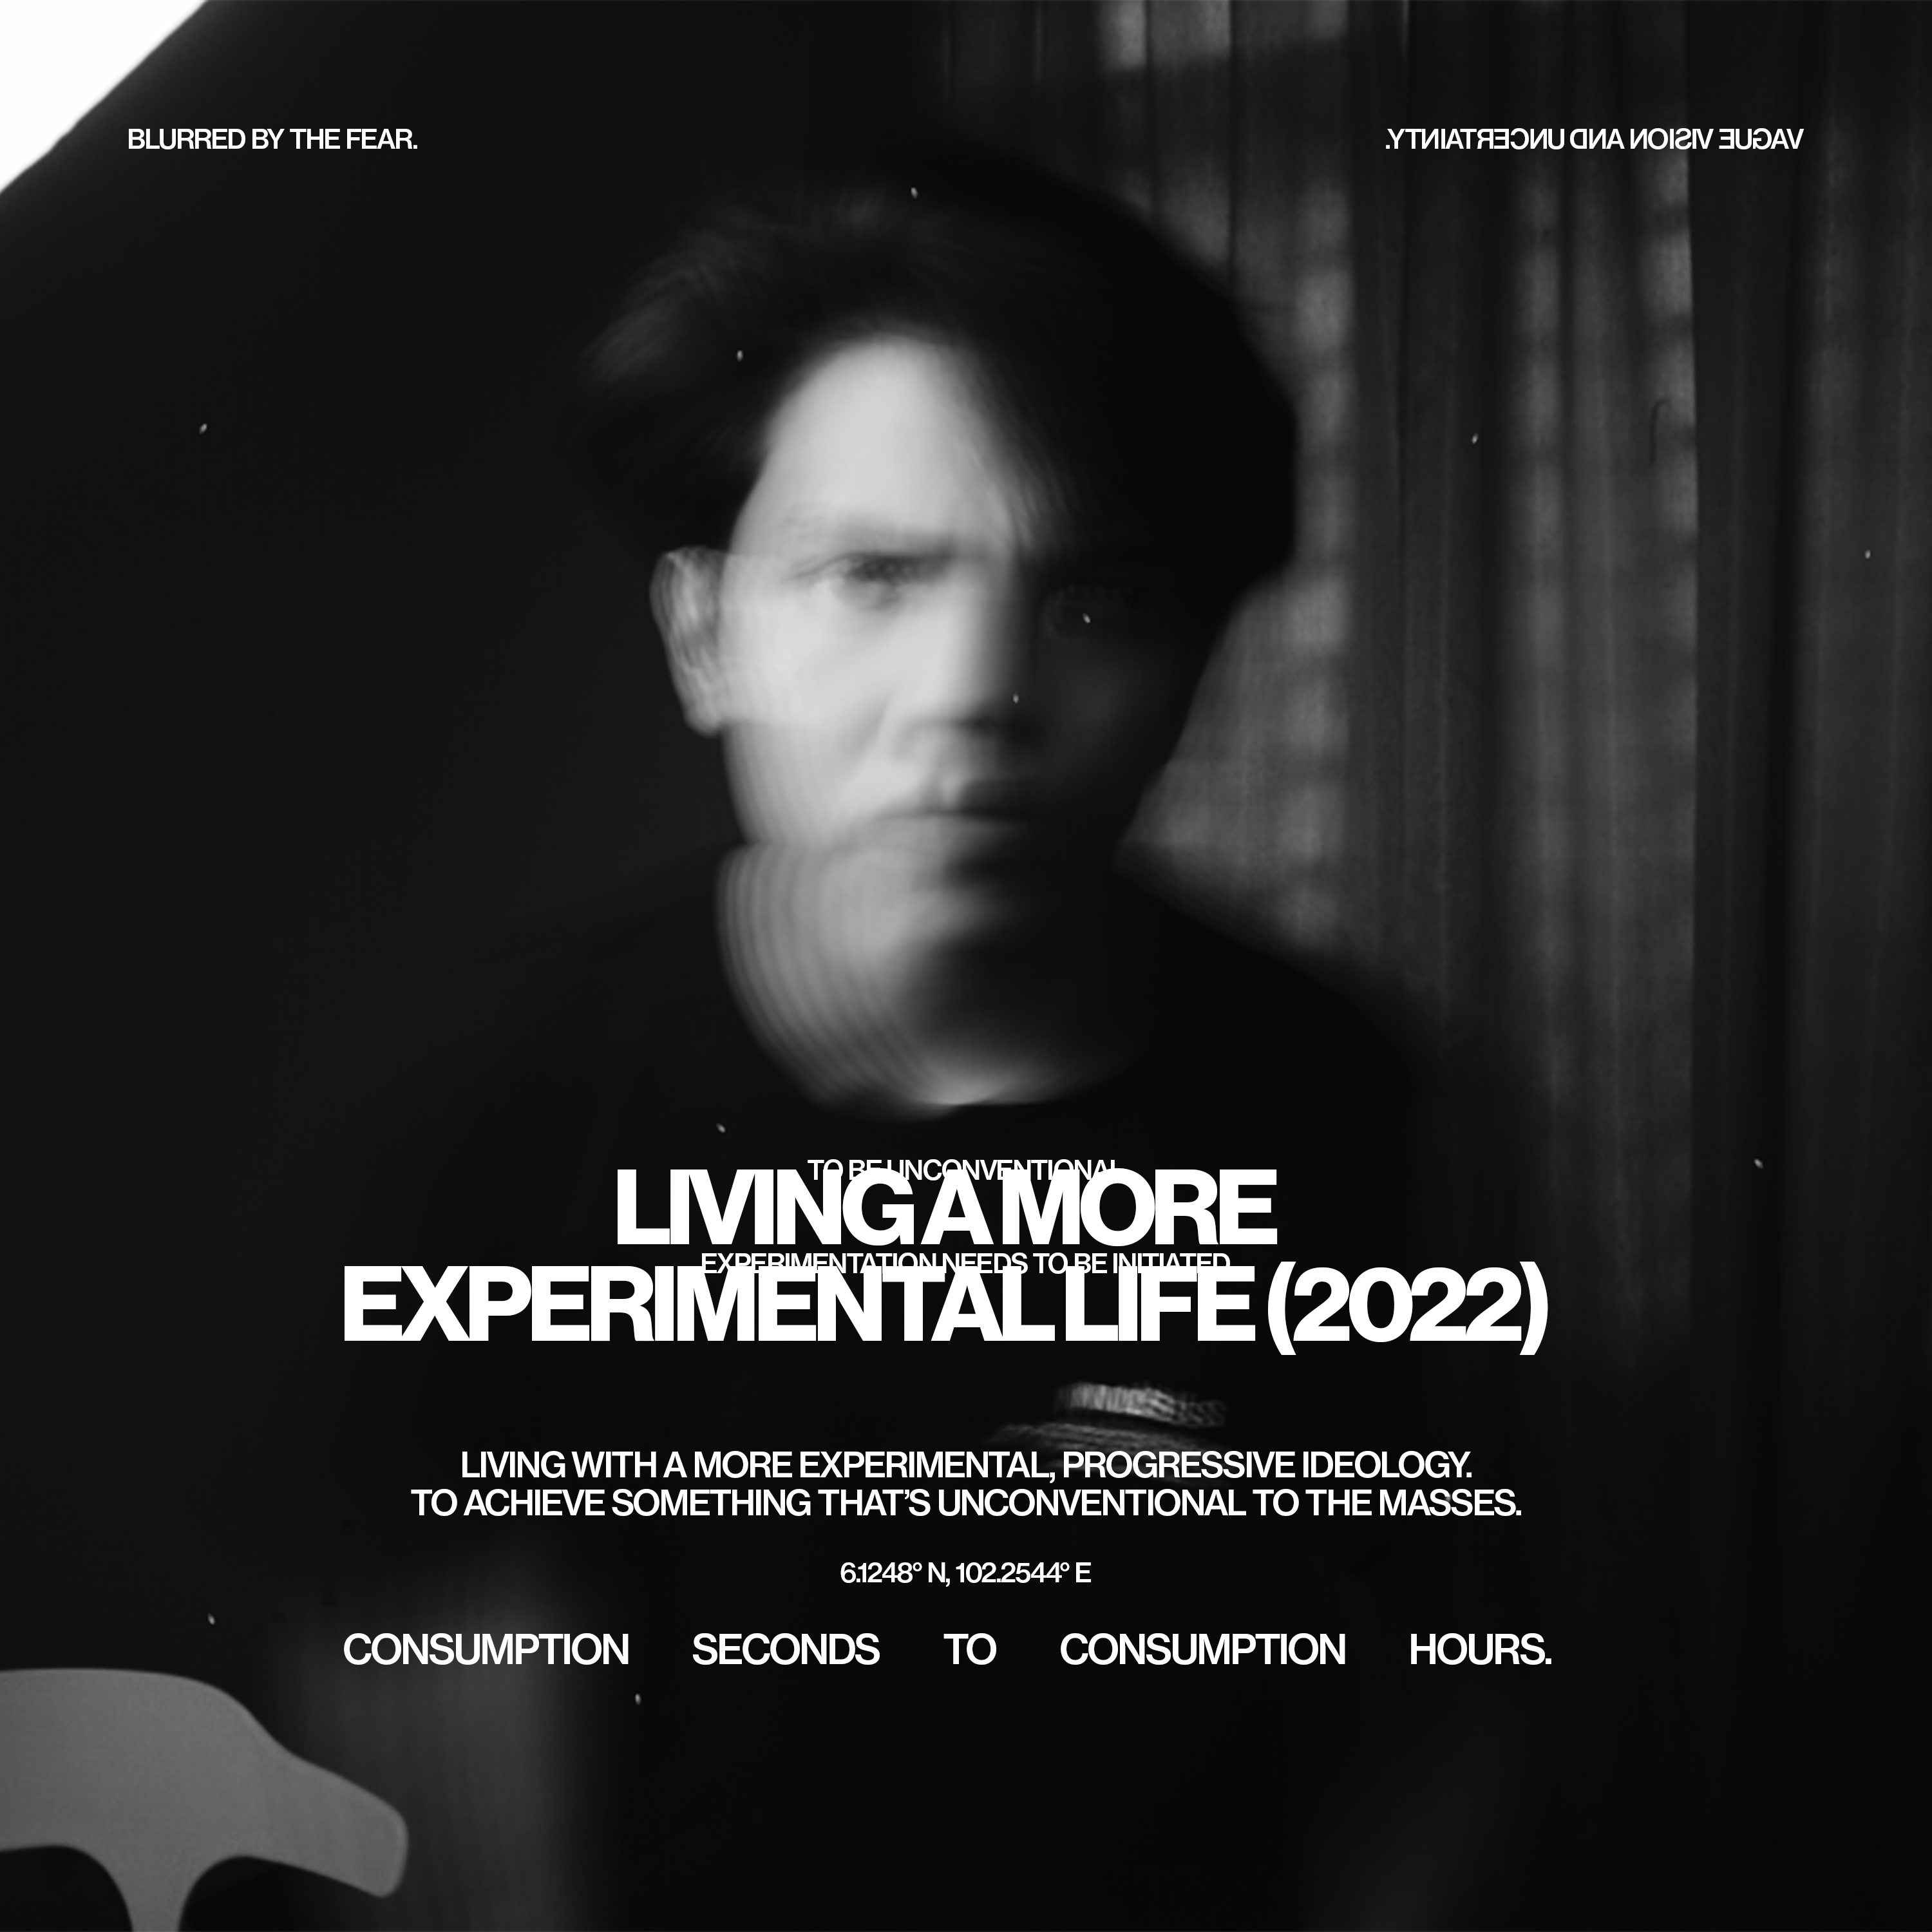 BLURRED BY THE FEAR.
VAGUE VISION AND UNCERTAINTY.
TO BE UNCONVENTIONAL
LIVING A MORE
EXPERIMENTATION NEEDS TO BE INITIATED
EXPERIMENTAL LIFE (2022)
LIVING WITH A MORE EXPERIMENTAL, PROGRESSIVE IDEOLOGY.
TO ACHIEVE SOMETHING THAT’S UNCONVENTIONAL TO THE MASSES.
6.1248° N, 102.2544° E
CONSUMPTION SECONDS TO CONSUMPTION HOURS.